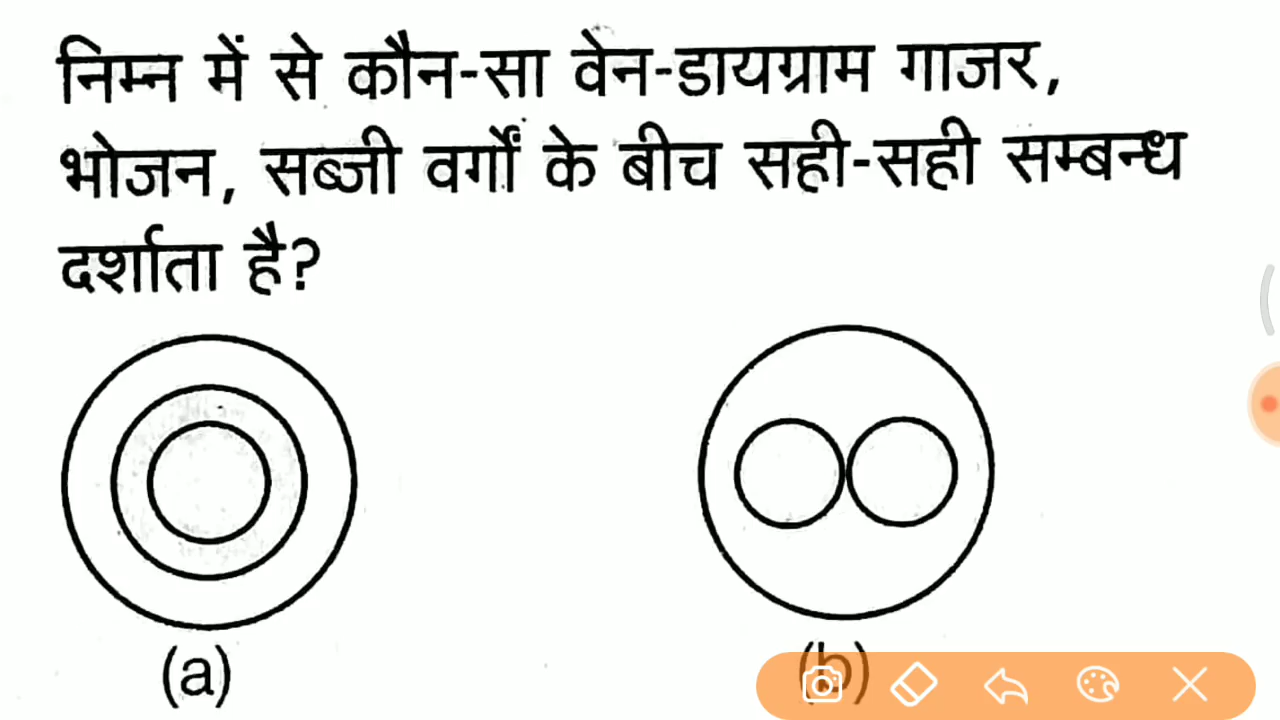 निम्न में से कौन-सा वेन-डायग्राम गाजर,
भोजन, सब्जी वर्गों के बीच सही-सही सम्बन्ध
दर्शाता है?
(a) (b)